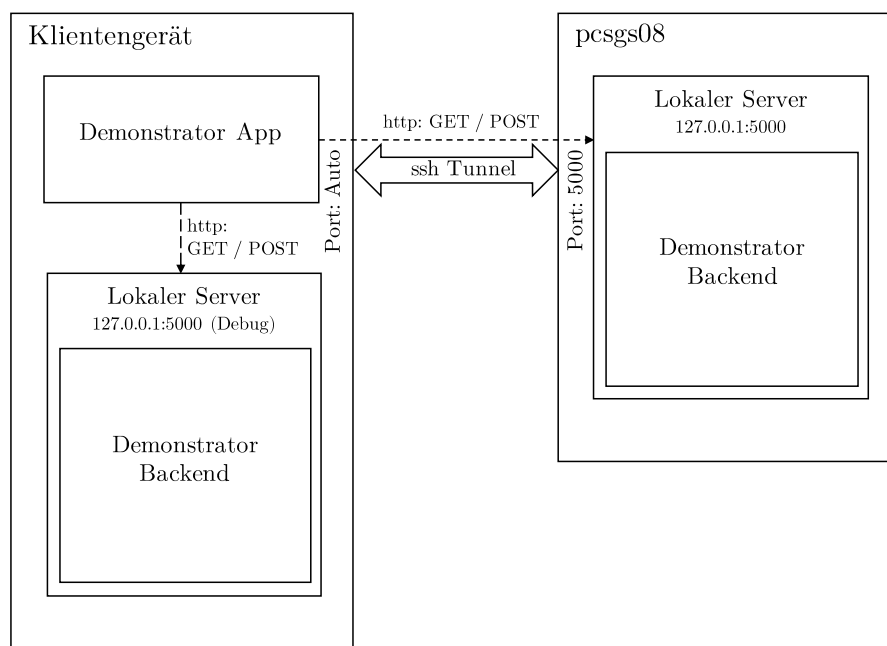 Klientengerät
Demonstrator App
http:
GET / POST
Lokaler Server
127.0.0.1:5000 (Debug)
Demonstrator
Backend
Port: Auto
http: GET / POST
ssh Tunnel
Port: 5000
pcsgs08
Lokaler Server
127.0.0.1:5000
Demonstrator
Backend